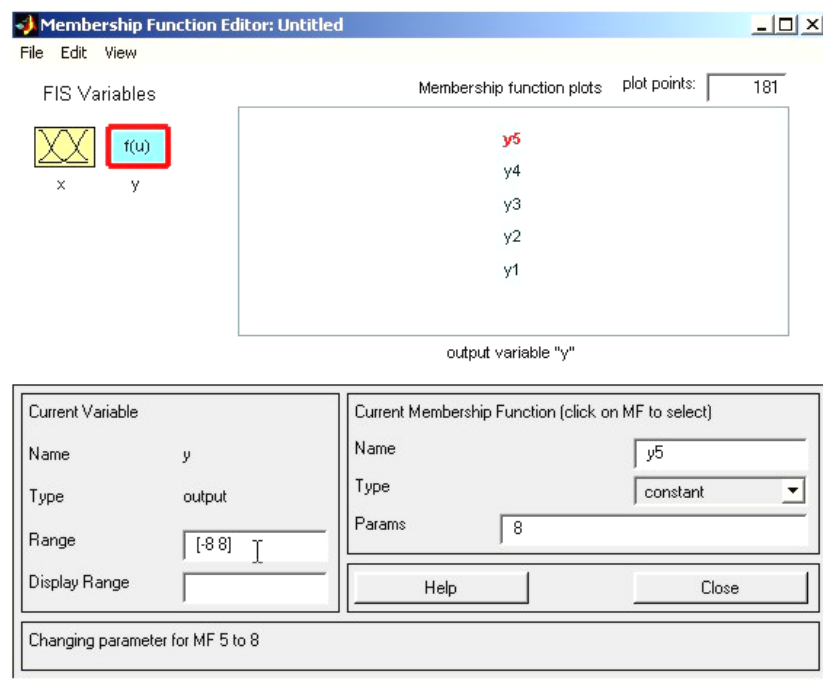 Membership Function Editor: Untitled
File Edit View
FIS Variables
f(u)
x y
Membership function plots plot points: 181
y5
y4
y3
y2
y1
output variable "y"
Current Variable
Name y
Type output
Range [-8 8]
Display Range
Current Membership Function (click on MF to select)
Name y5
Type constant
Params 8
Help Close
Changing parameter for MF 5 to 8